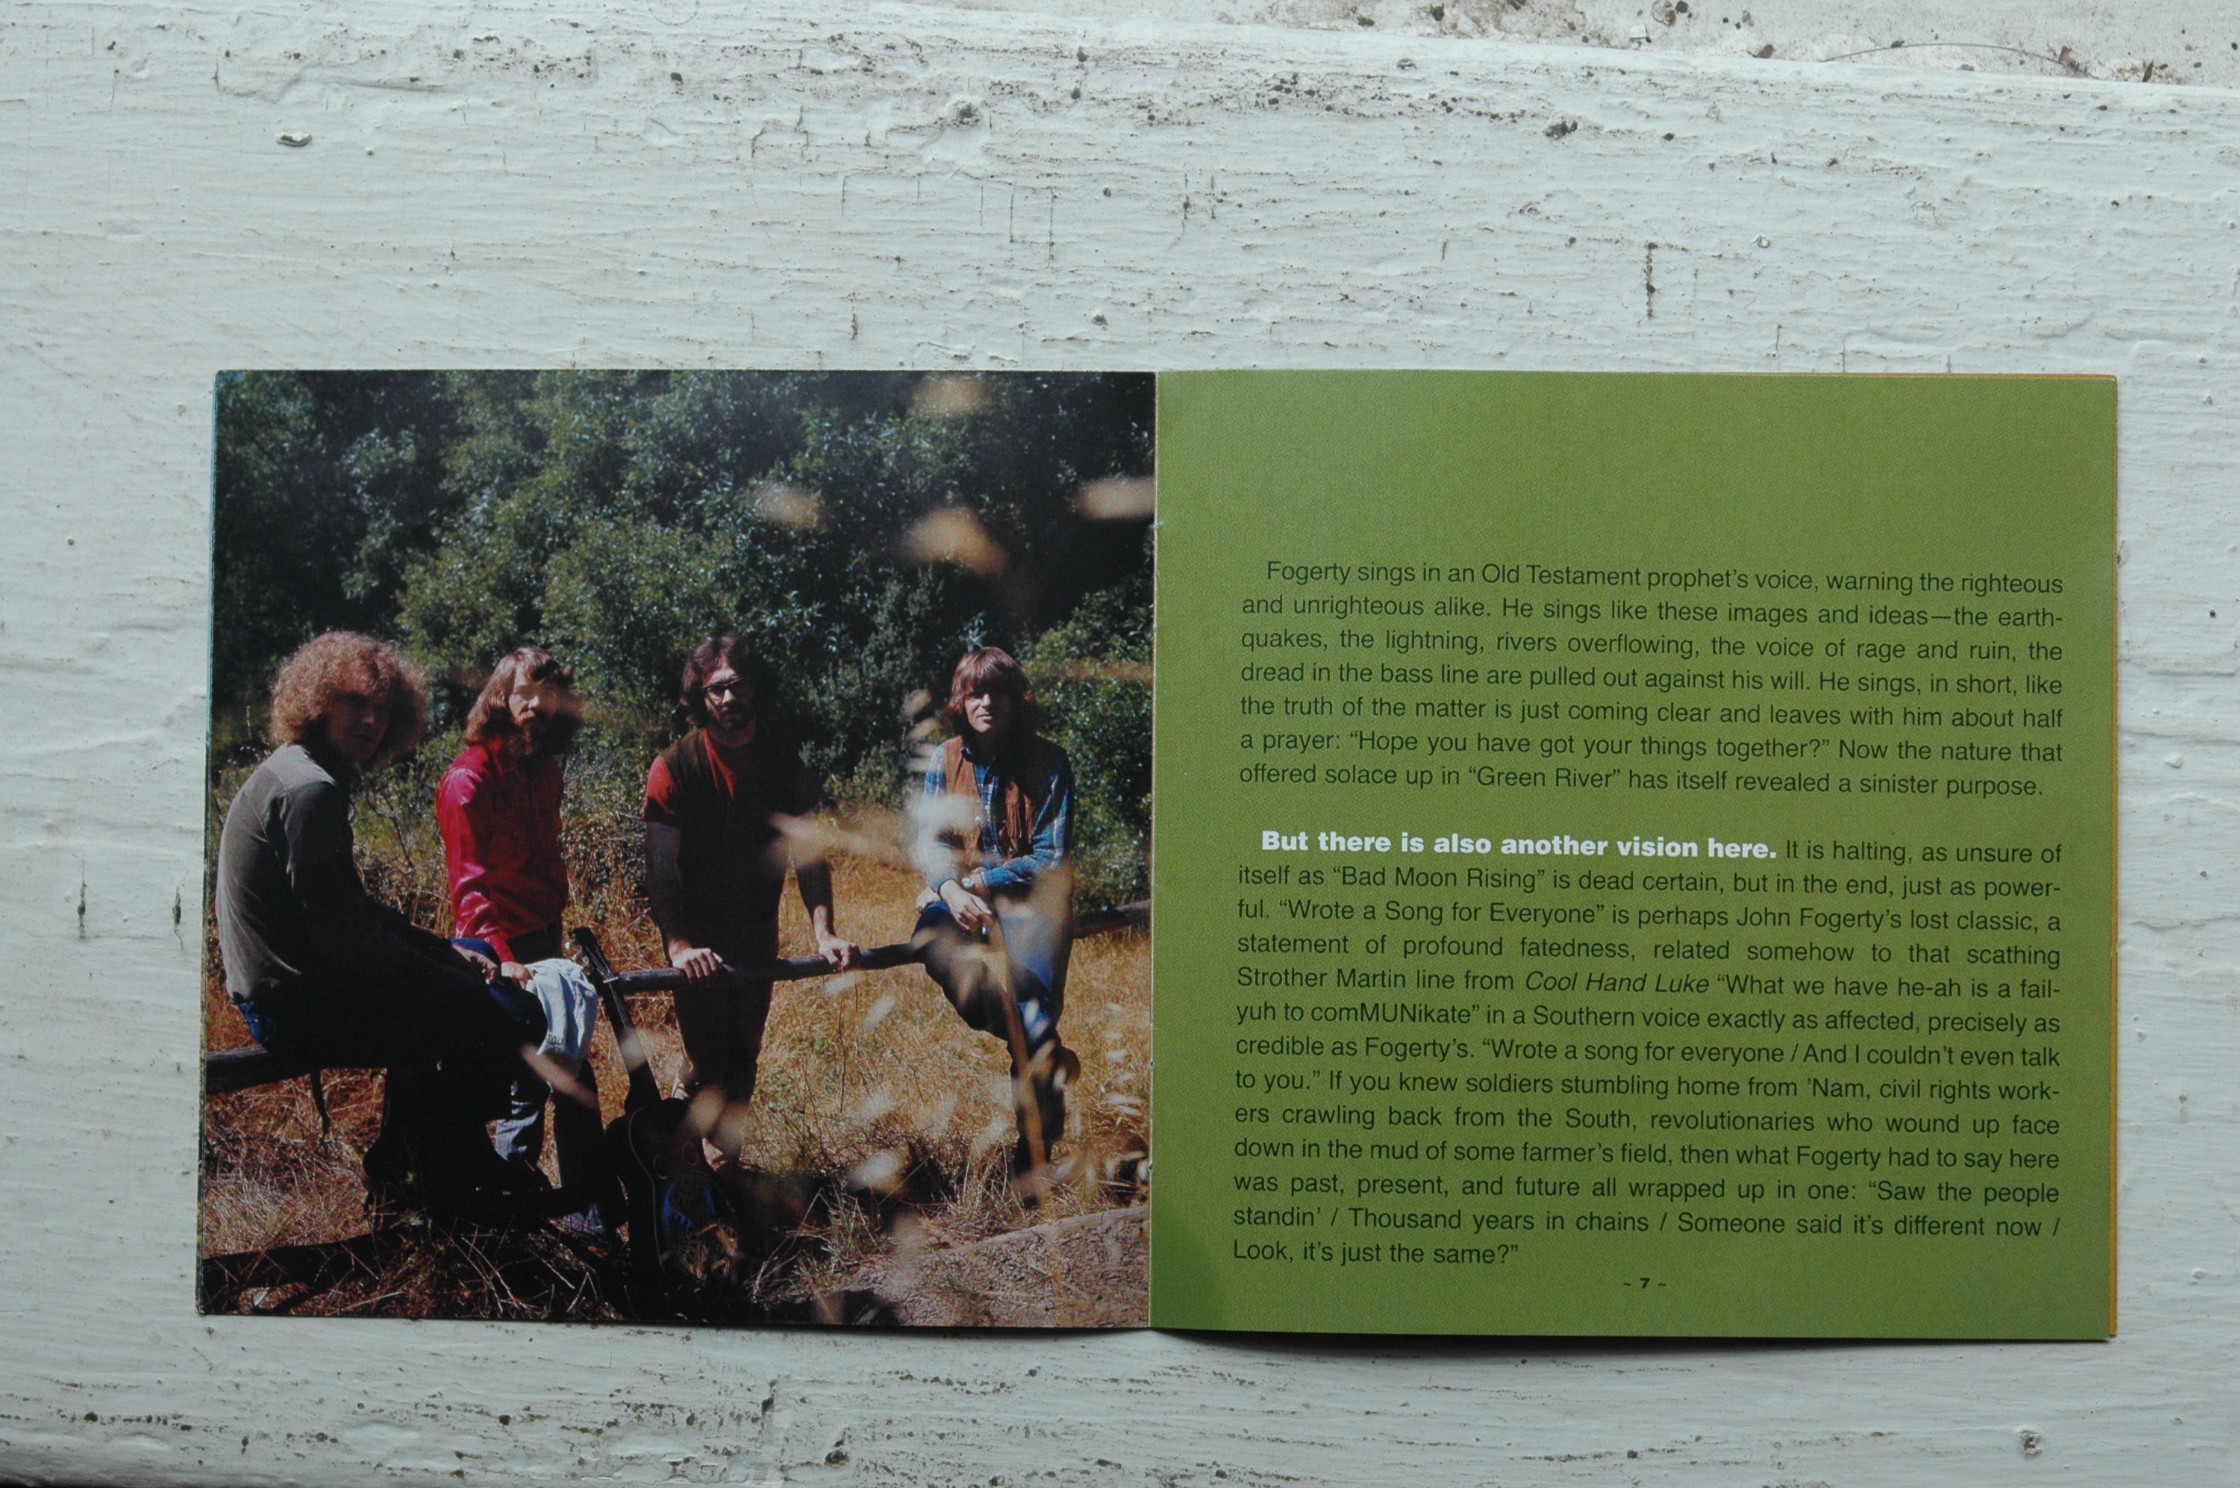 Fogerty sings in an Old Testament prophet's voice, warning the righteous
and unrighteous alike. He sings like these images and ideas—the earth-
quakes, the lightning, rivers overflowing, the voice of rage and ruin, the
dread in the bass line are pulled out against his will. He sings, in short, like
the truth of the matter is just coming clear and leaves with him about half
a prayer: “Hope you have got your things together?” Now the nature that
offered solace up in “Green River” has itself revealed a sinister purpose.
But there is also another vision here. It is halting, as unsure of
itself as “Bad Moon Rising” is dead certain, but in the end, just as power-
ful. “Wrote a Song for Everyone” is perhaps John Fogerty's lost classic, a
statement of profound fatedness, related somehow to that scathing
Strother Martin line from Cool Hand Luke “What we have he-ah is a fail-
yuh to comMUNikate” in a Southern voice exactly as affected, precisely as
credible as Fogerty's. “Wrote a song for everyone / And I couldn't even talk
to you.” If you knew soldiers stumbling home from ’Nam, civil rights work-
ers crawling back from the South, revolutionaries who wound up face
down in the mud of some farmer's field, then what Fogerty had to say here
was past, present, and future all wrapped up in one: “Saw the people
standin’ / Thousand years in chains / Someone said it's different now /
Look, it's just the same?”
~ 7 ~